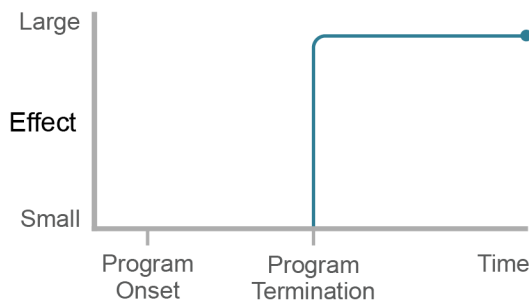 Large
Effect
Small
Program
Onset
Program
Termination
Time